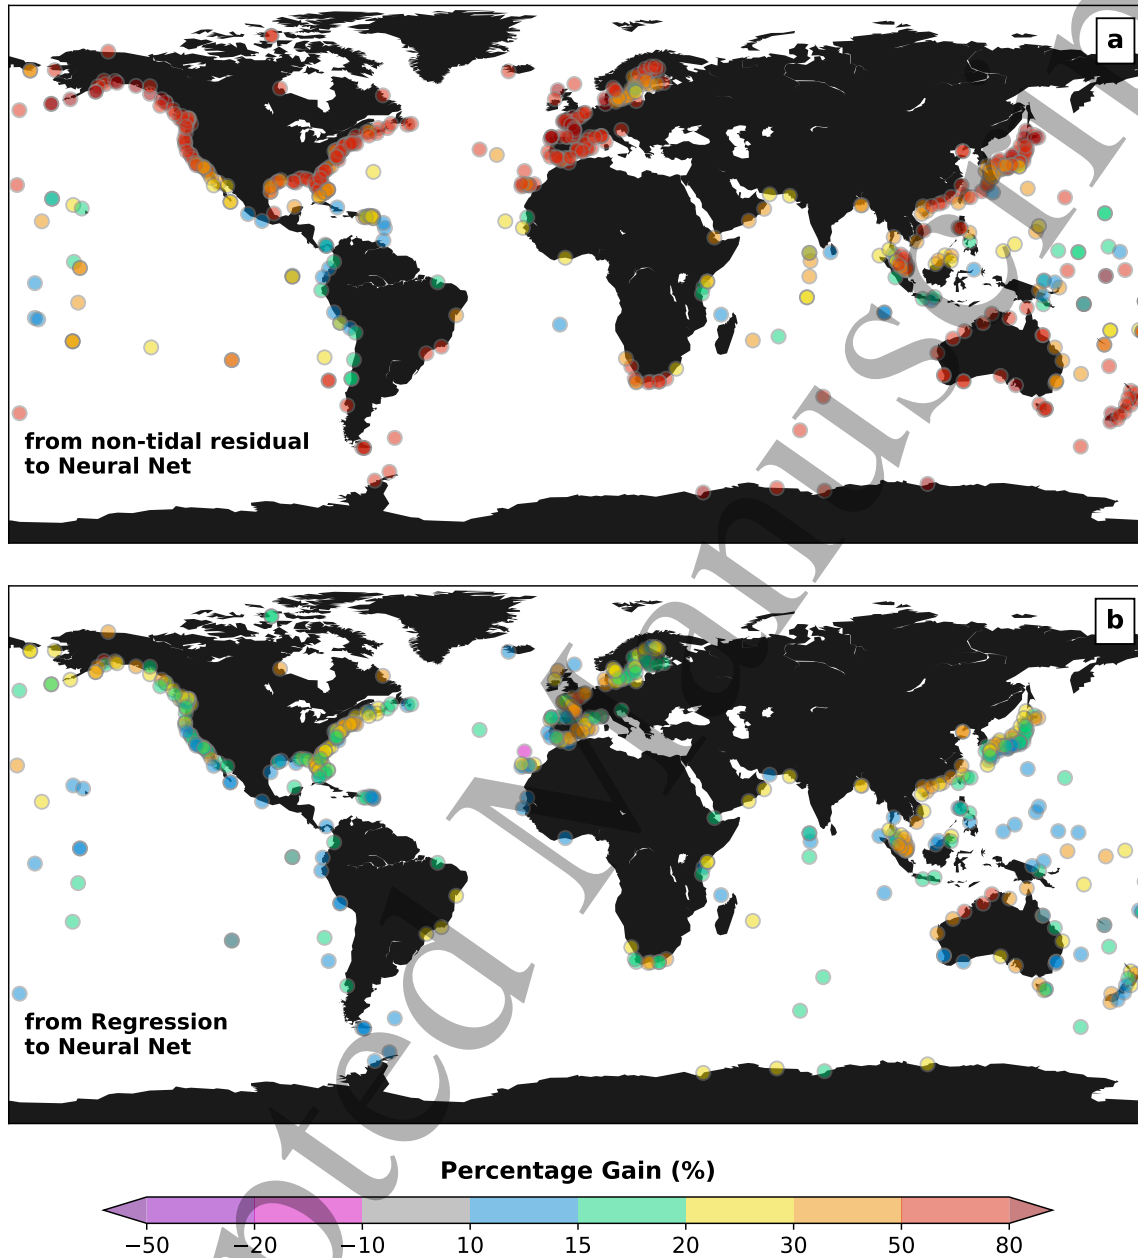 a
from non-tidal residual
to Neural Net
b
from Regression
to Neural Net
Percentage Gain (%)
−50 −20 −10 10 15 20 30 50 80